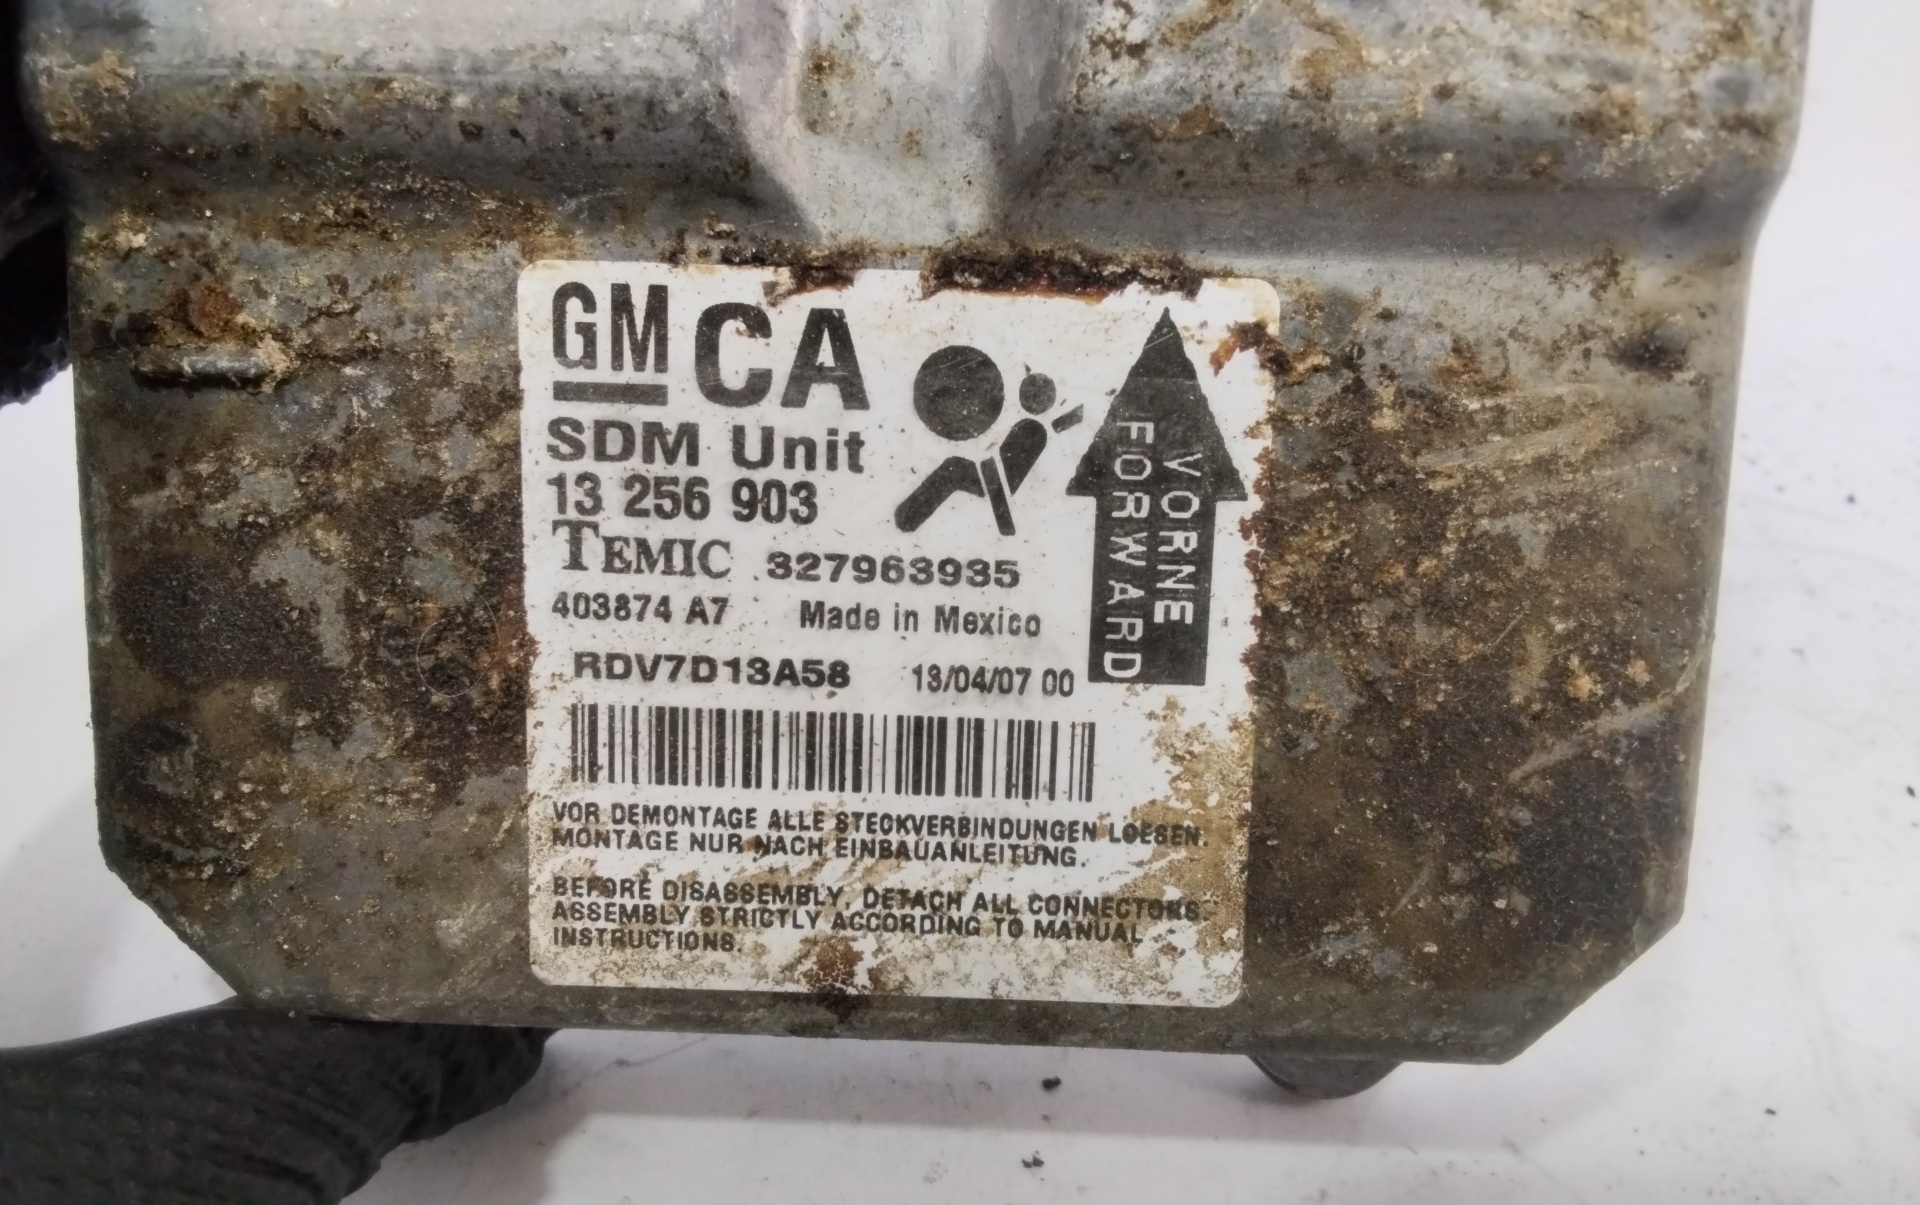 GM CA
SDM Unit
13 256 903
TEMIC 327963935
403874 A7 Made in Mexico
RDV7D13A58 13/04/07 00
VORNE
FORWARD
VOR DEMONTAGE ALLE STECKVERBINDUNGEN LOESEN.
MONTAGE NUR NACH EINBAUANLEITUNG.
BEFORE DISASSEMBLY, DETACH ALL CONNECTORS.
ASSEMBLY STRICTLY ACCORDING TO MANUAL
INSTRUCTIONS.